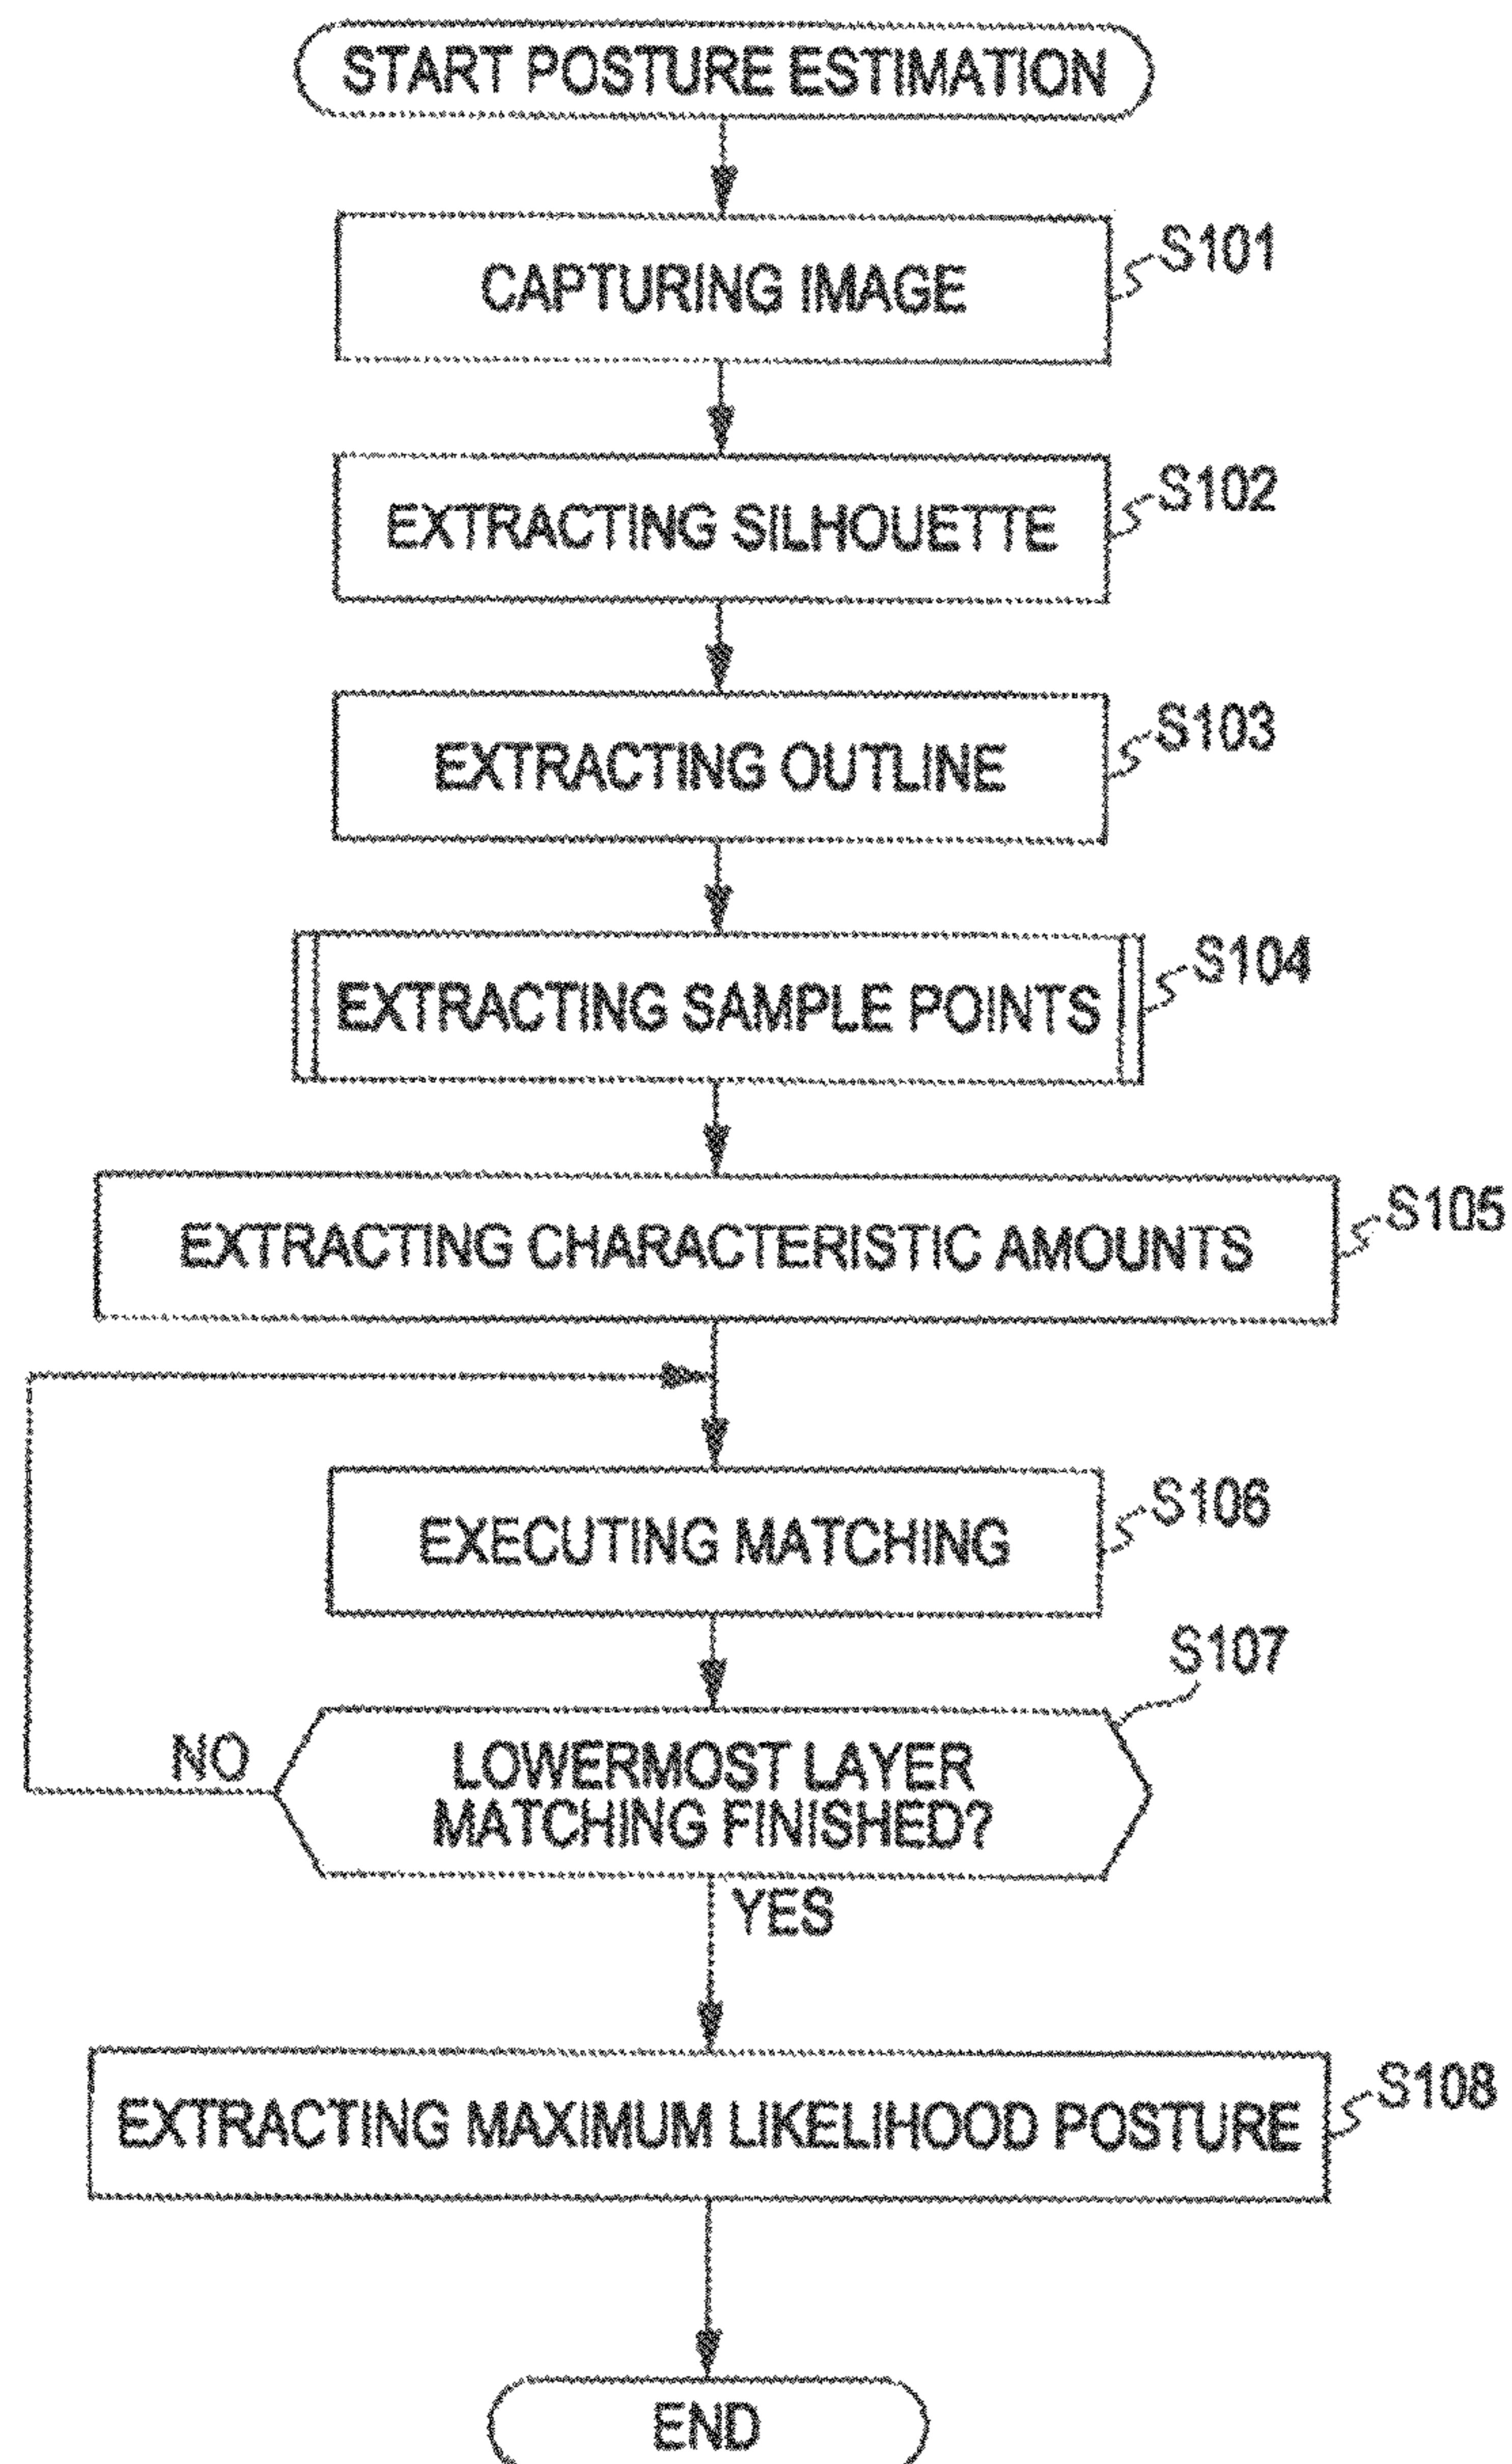 START POSTURE ESTIMATION
CAPTURING IMAGE
S101
EXTRACTING SILHOUETTE
S102
EXTRACTING OUTLINE
S103
EXTRACTING SAMPLE POINTS
S104
EXTRACTING CHARACTERISTIC AMOUNTS
S105
EXECUTING MATCHING
S106
S107
NO
LOWERMOST LAYER
MATCHING FINISHED?
YES
EXTRACTING MAXIMUM LIKELIHOOD POSTURE
S108
END